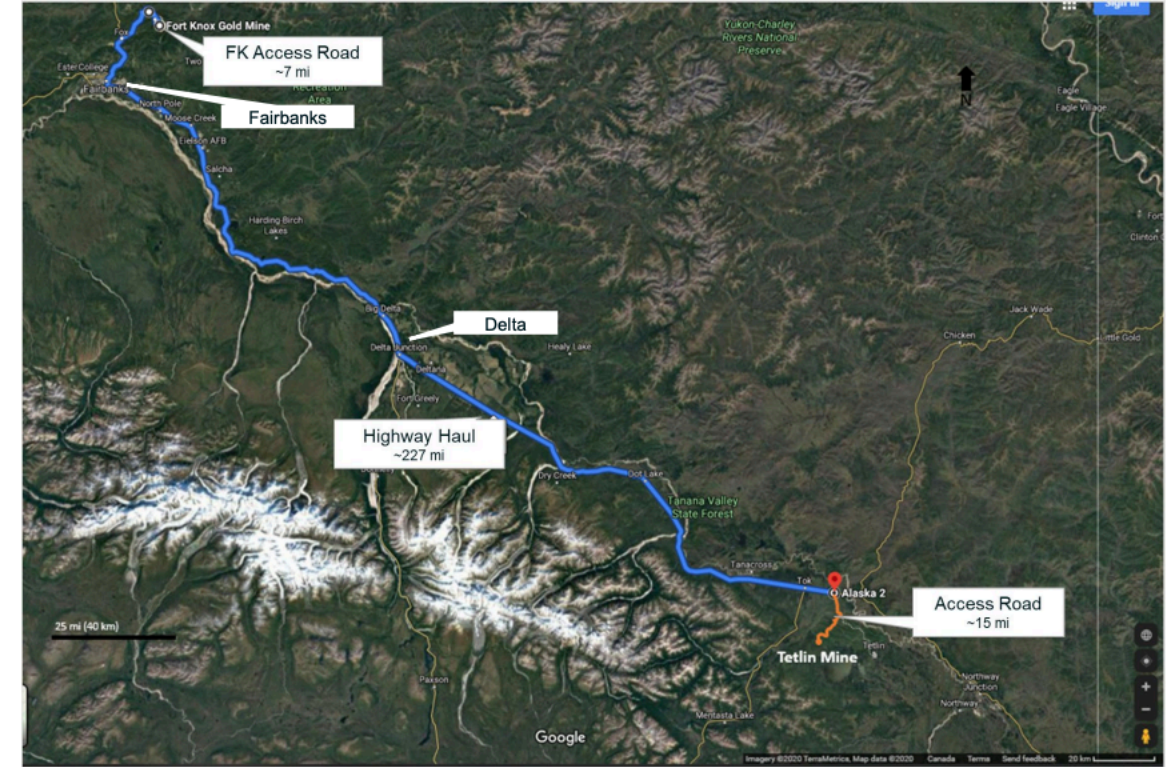 Sign in
Yukon-Charley
Rivers National
Preserve
Fort Knox Gold Mine
Fox
FK Access Road
~7 mi
Two
Ester
College
Fairbanks
Recreation
Area
North Pole
Fairbanks
Moose Creek
Eielson AFB
Salcha
Harding Birch
Lakes
N
Eagle
Eagle Village
Fort
Clinton C
Big Delta
Delta
Delta Junction
Deltana
Healy Lake
Jack Wade
Chicken
Little Gold
Fort Greely
Highway Haul
~227 mi
Dry Creek
Dot Lake
Tanana Valley
State Forest
Tanacross
Tok
Alaska 2
Access Road
~15 mi
25 mi (40 km)
Tetlin Mine
Tetlin
Paxson
Northway
Junction
Northway
Mentasta Lake
Google
Imagery ©2020 TerraMetrics, Map data ©2020 Canada Terms Send feedback 20 km